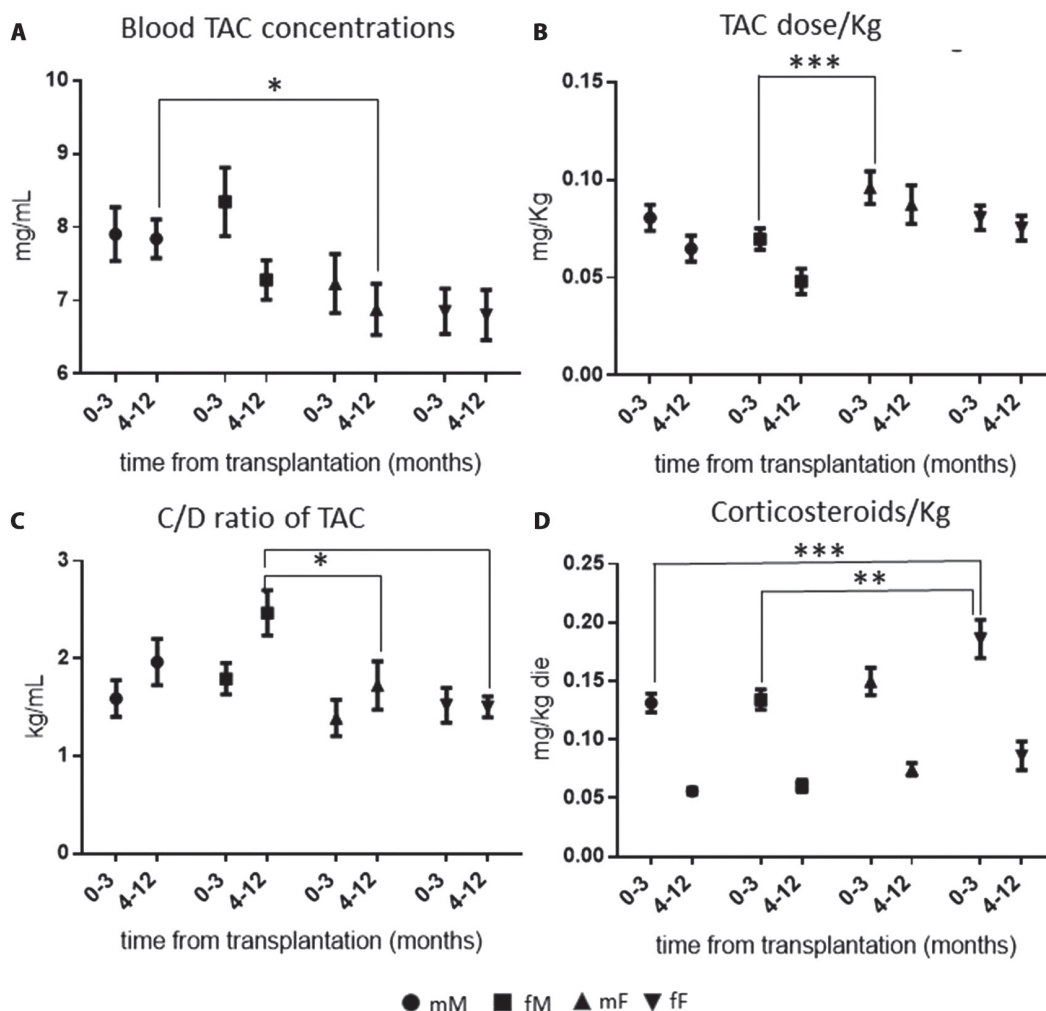 A Blood TAC concentrations
10
*
9
8
7
6
mg/mL
0-3 4-12 0-3 4-12 0-3 4-12 0-3 4-12
time from transplantation (months)
B TAC dose/Kg
0.15
***
0.10
0.05
0.00
mg/Kg
0-3 4-12 0-3 4-12 0-3 4-12 0-3 4-12
time from transplantation (months)
C C/D ratio of TAC
3
*
2
1
0
kg/mL
0-3 4-12 0-3 4-12 0-3 4-12 0-3 4-12
time from transplantation (months)
D Corticosteroids/Kg
0.25
***
**
0.20
0.15
0.10
0.05
0.00
mg/kg die
0-3 4-12 0-3 4-12 0-3 4-12 0-3 4-12
time from transplantation (months)
mM fM mF fF